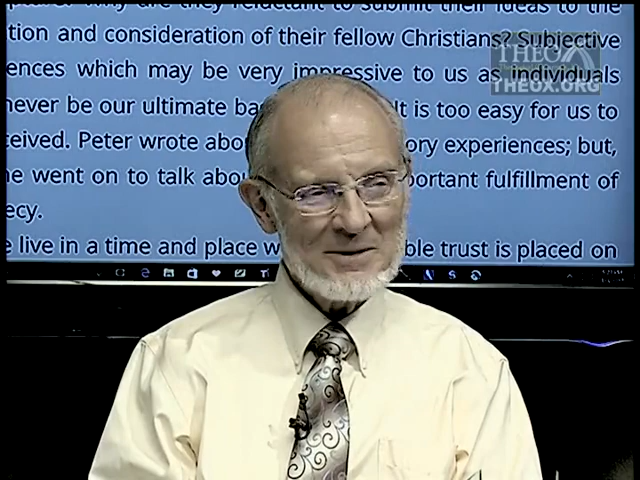 Why are they reluctant to submit their ideas to the
tion and consideration of their fellow Christians? Subjective
ences which may be very impressive to us as individuals
never be our ultimate ba
It is too easy for us to
ceived. Peter wrote abo
ory experiences; but,
he went on to talk abou
portant fulfillment of
ecy.
e live in a time and place w
ble trust is placed on
THEOX
THEOX.ORG